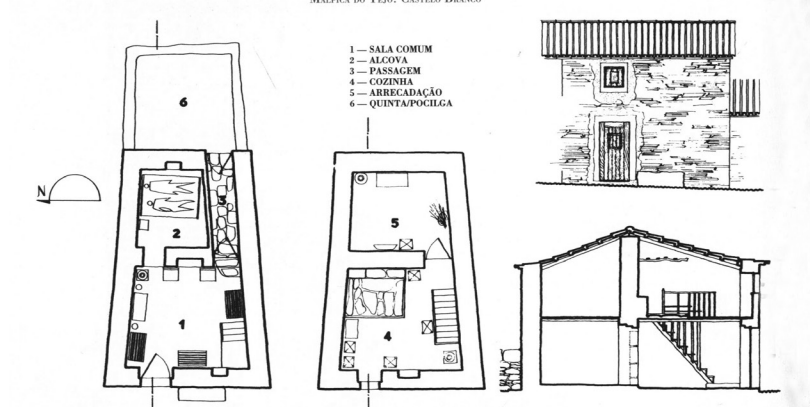 MALPICA DO TEJO. CASTELO BRANCO
1 — SALA COMUM
2 — ALCOVA
3 — PASSAGEM
4 — COZINHA
5 — ARRECADAÇÃO
6 — QUINTA/POCILGA
6
N
3
2
1
5
4